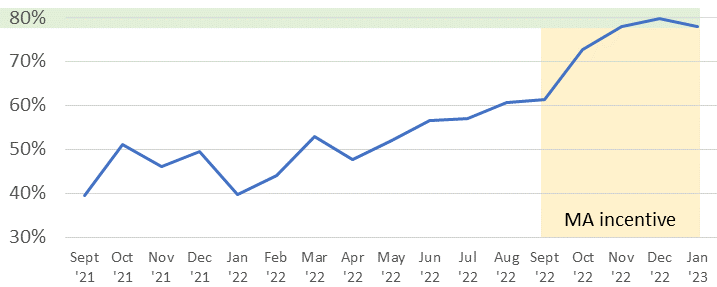 80%
70%
60%
50%
40%
30%
MA incentive
Sept Oct Nov Dec Jan Feb Mar Apr May Jun Jul Aug Sept Oct Nov Dec Jan
'21 '21 '21 '21 '22 '22 '22 '22 '22 '22 '22 '22 '22 '22 '22 '22 '23